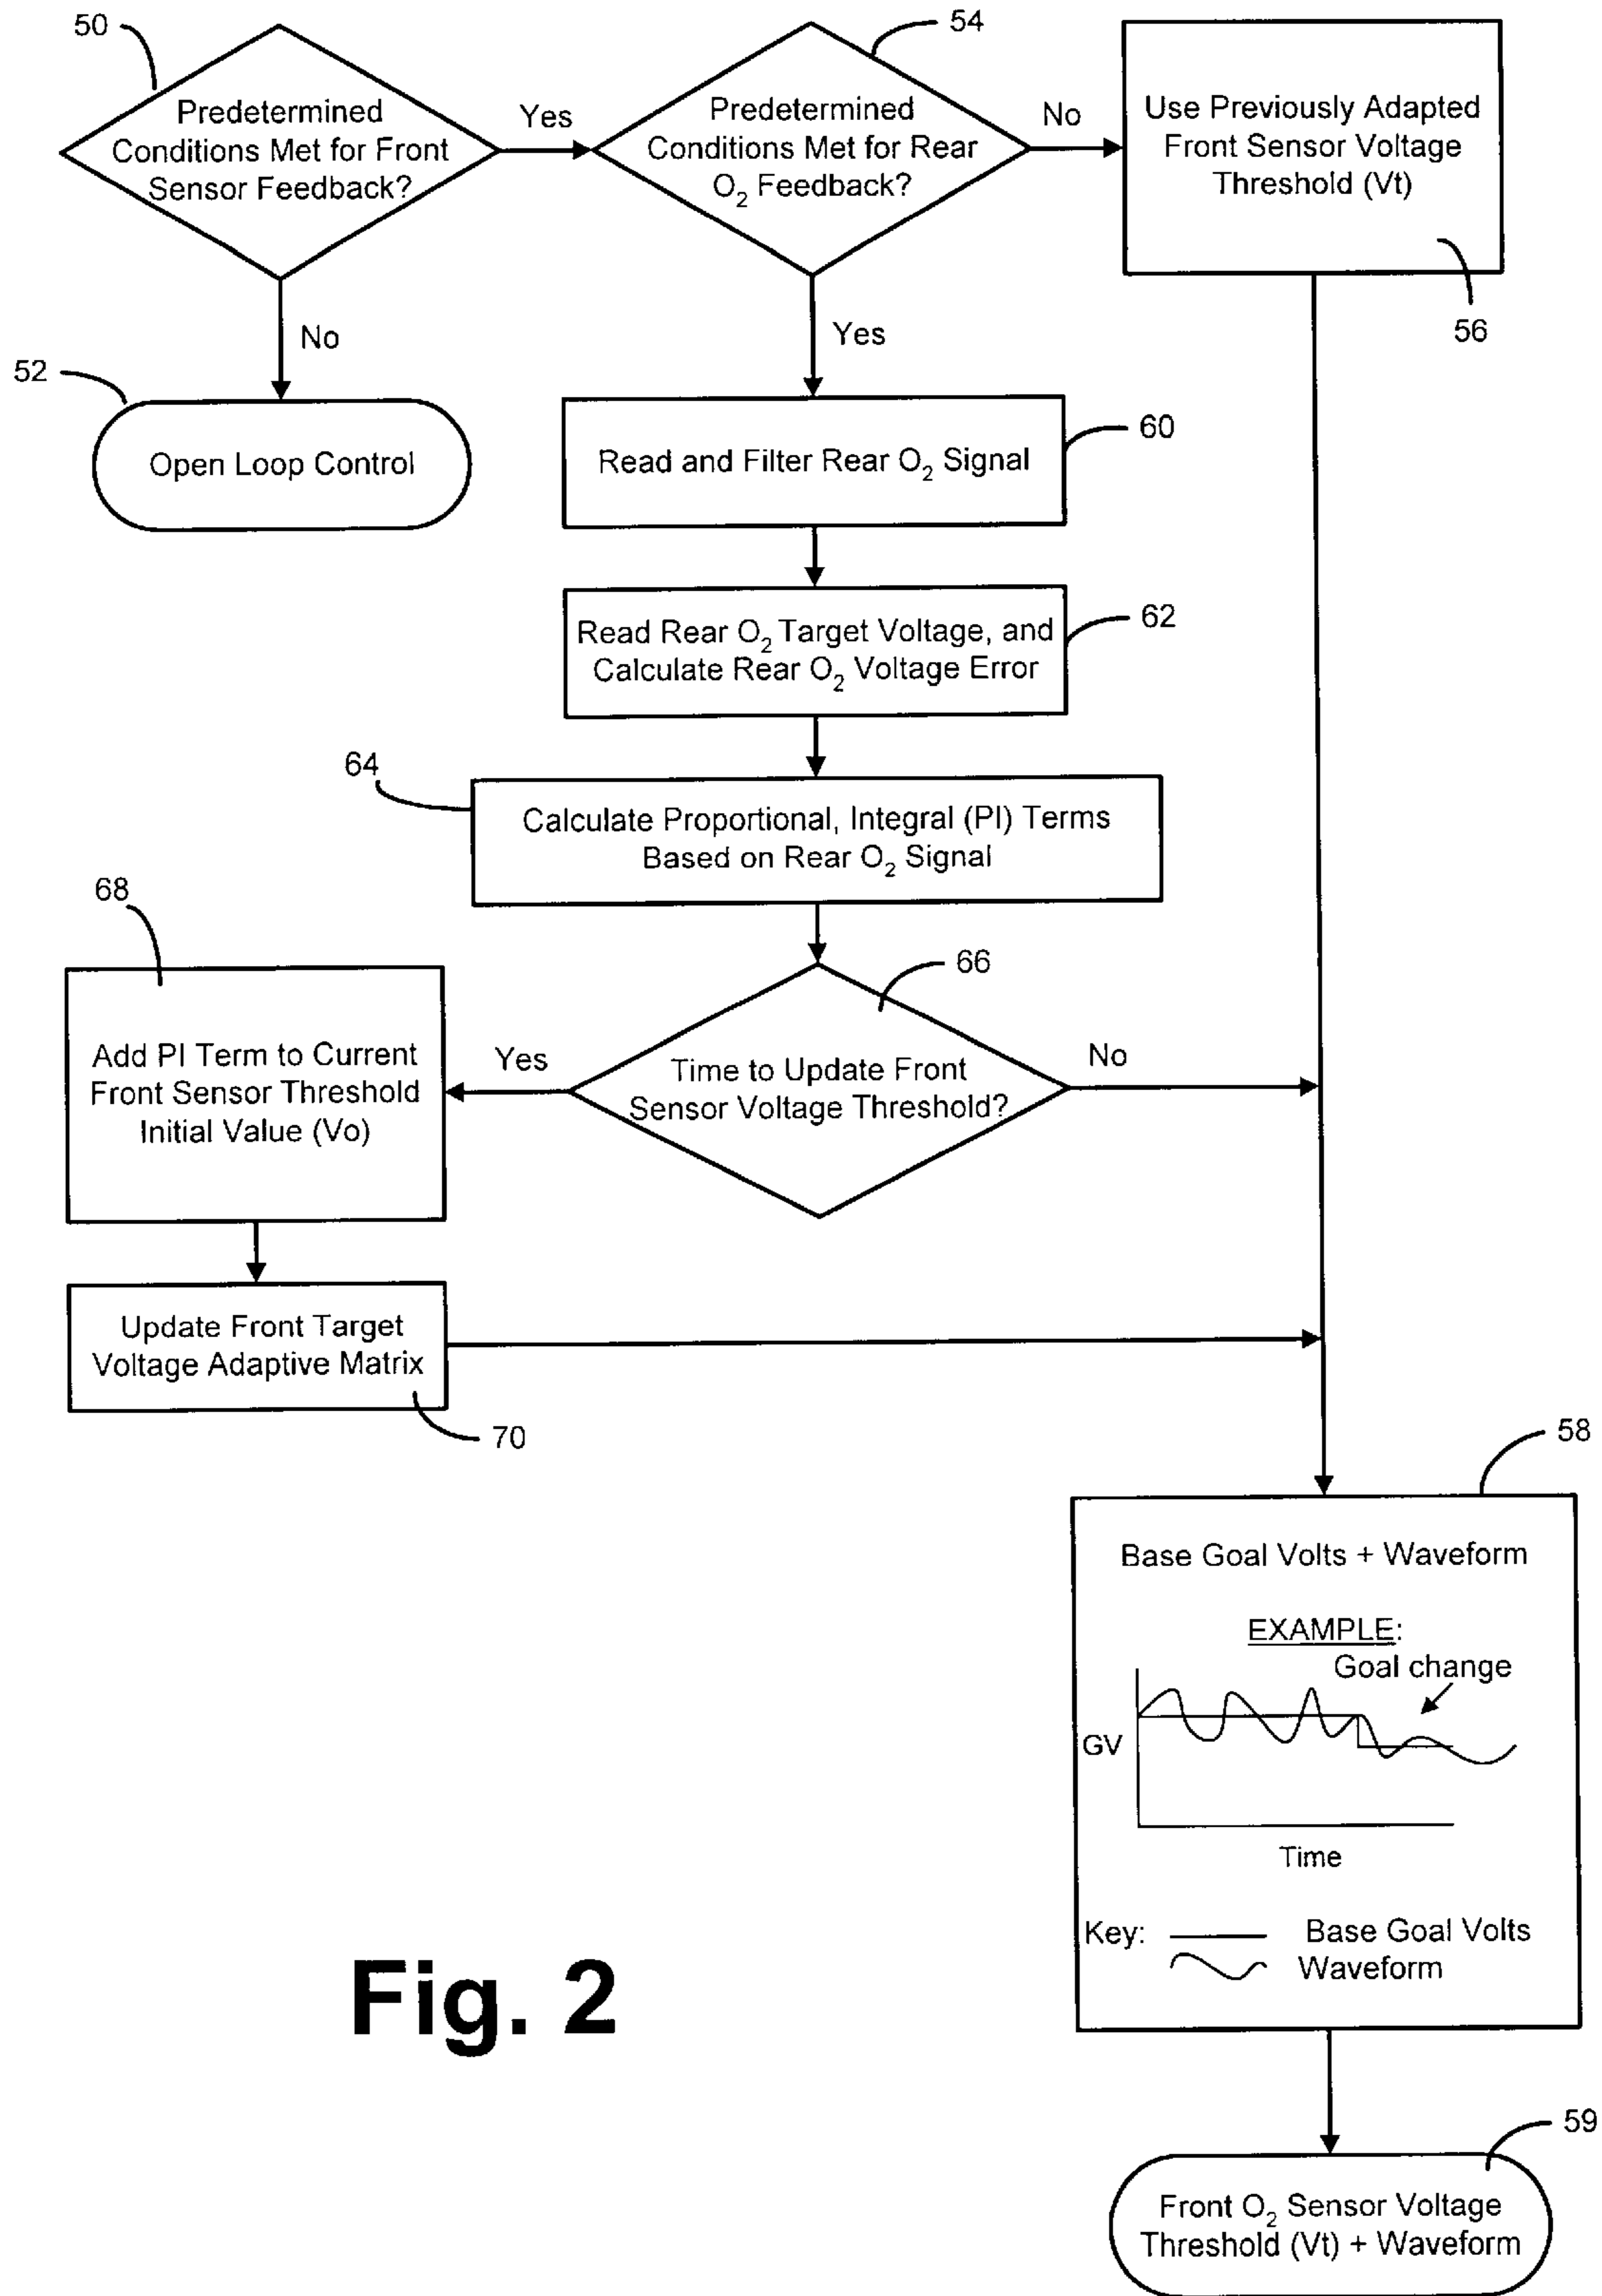 50
Predetermined
Conditions Met for Front
Sensor Feedback?
Yes
No
52
Open Loop Control
54
Predetermined
Conditions Met for Rear
O₂ Feedback?
No
Yes
Use Previously Adapted
Front Sensor Voltage
Threshold (Vt)
56
Read and Filter Rear O₂ Signal
60
Read Rear O₂ Target Voltage, and
Calculate Rear O₂ Voltage Error
62
64
Calculate Proportional, Integral (PI) Terms
Based on Rear O₂ Signal
66
Time to Update Front
Sensor Voltage Threshold?
Yes
No
68
Add PI Term to Current
Front Sensor Threshold
Initial Value (Vo)
Update Front Target
Voltage Adaptive Matrix
70
58
Base Goal Volts + Waveform
EXAMPLE:
Goal change
GV
Time
Key: Base Goal Volts
Waveform
59
Front O₂ Sensor Voltage
Threshold (Vt) + Waveform
Fig. 2